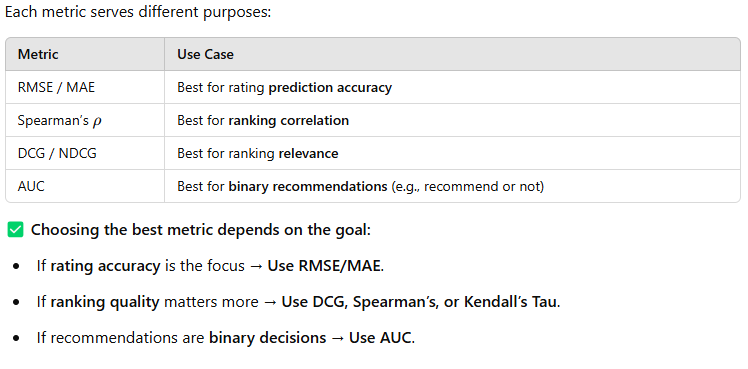 Each metric serves different purposes:
Metric Use Case
RMSE / MAE Best for rating prediction accuracy
Spearman's ρ Best for ranking correlation
DCG / NDCG Best for ranking relevance
AUC Best for binary recommendations (e.g., recommend or not)
✅ Choosing the best metric depends on the goal:
• If rating accuracy is the focus → Use RMSE/MAE.
• If ranking quality matters more → Use DCG, Spearman's, or Kendall's Tau.
• If recommendations are binary decisions → Use AUC.